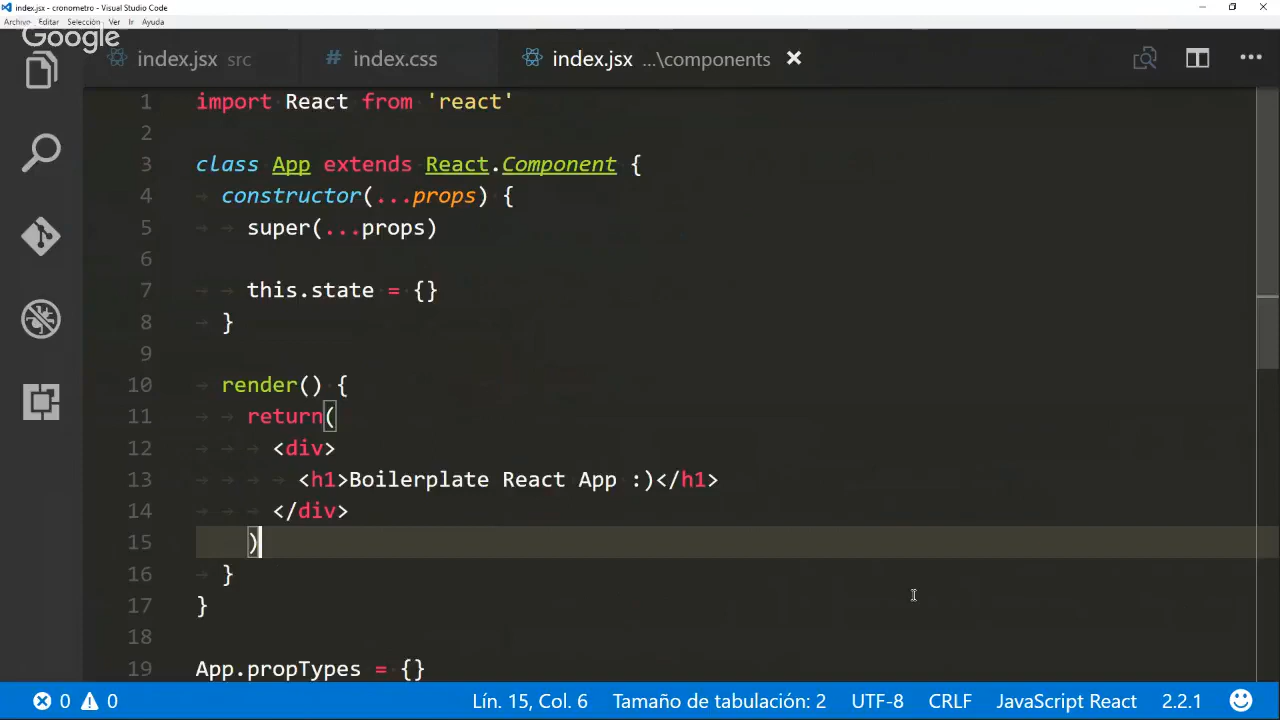 index.jsx - cronometro - Visual Studio Code
Archivo Editar Selección Ver Ir Ayuda
Google
index.jsx src
# index.css
index.jsx ...\components
1 import React from 'react'
2
3 class App extends React.Component {
4 constructor(...props) {
5 super(...props)
6
7 this.state = {}
8 }
9
10 render() {
11 return(
12 <div>
13 <h1>Boilerplate React App :)</h1>
14 </div>
15 )
16 }
17 }
18
19 App.propTypes = {}
0 0 Lín. 15, Col. 6 Tamaño de tabulación: 2 UTF-8 CRLF JavaScript React 2.2.1